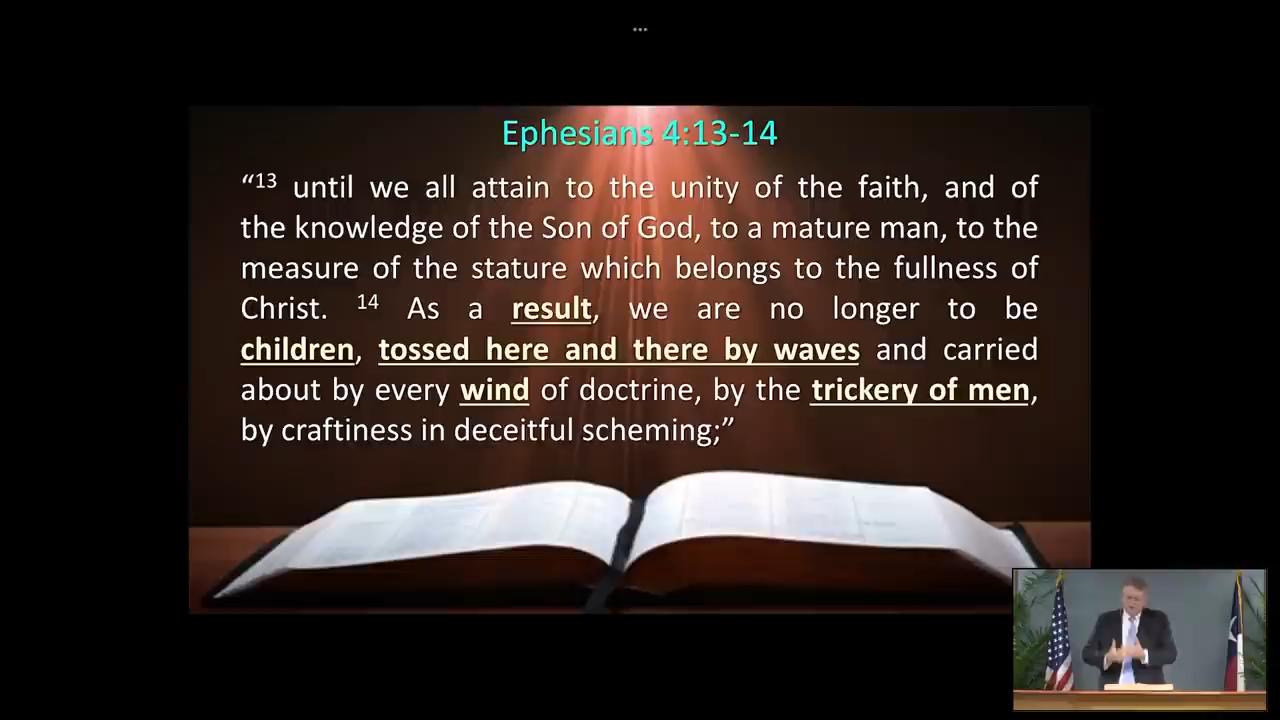 Ephesians 4:13-14
“13 until we all attain to the unity of the faith, and of
the knowledge of the Son of God, to a mature man, to the
measure of the stature which belongs to the fullness of
Christ. 14 As a result, we are no longer to be
children, tossed here and there by waves and carried
about by every wind of doctrine, by the trickery of men,
by craftiness in deceitful scheming;”